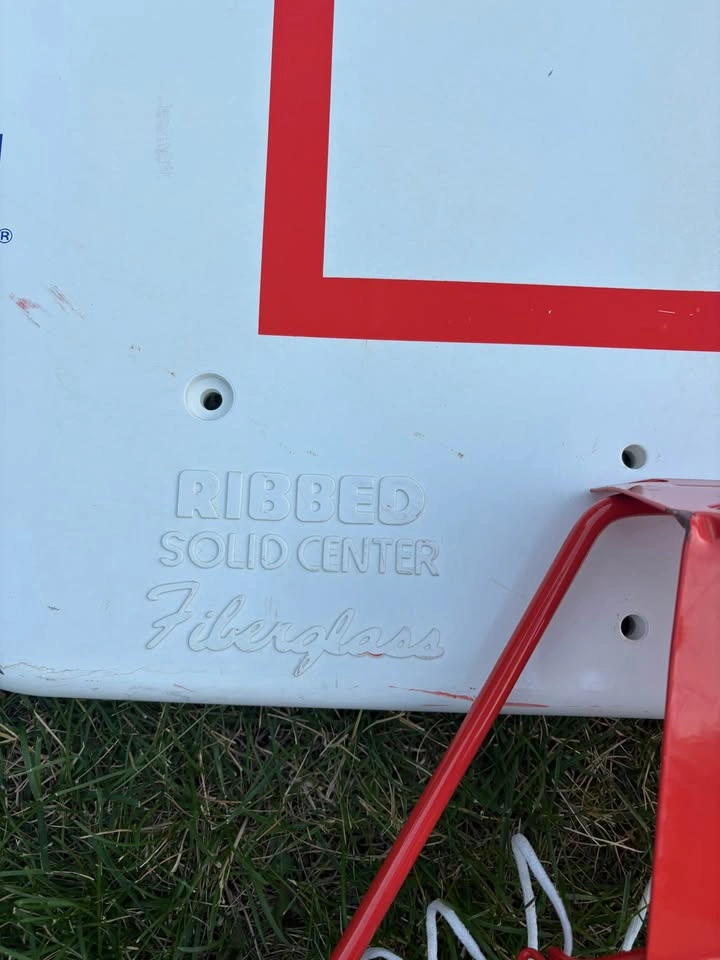 ®
RIBBED
SOLID CENTER
Fiberglass